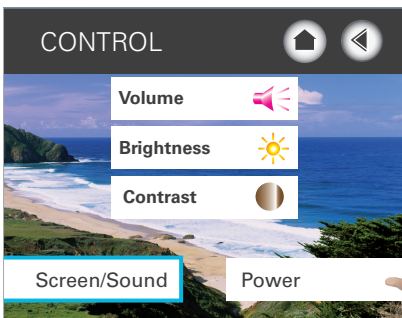 CONTROL
Volume
Brightness
Contrast
Screen/Sound
Power